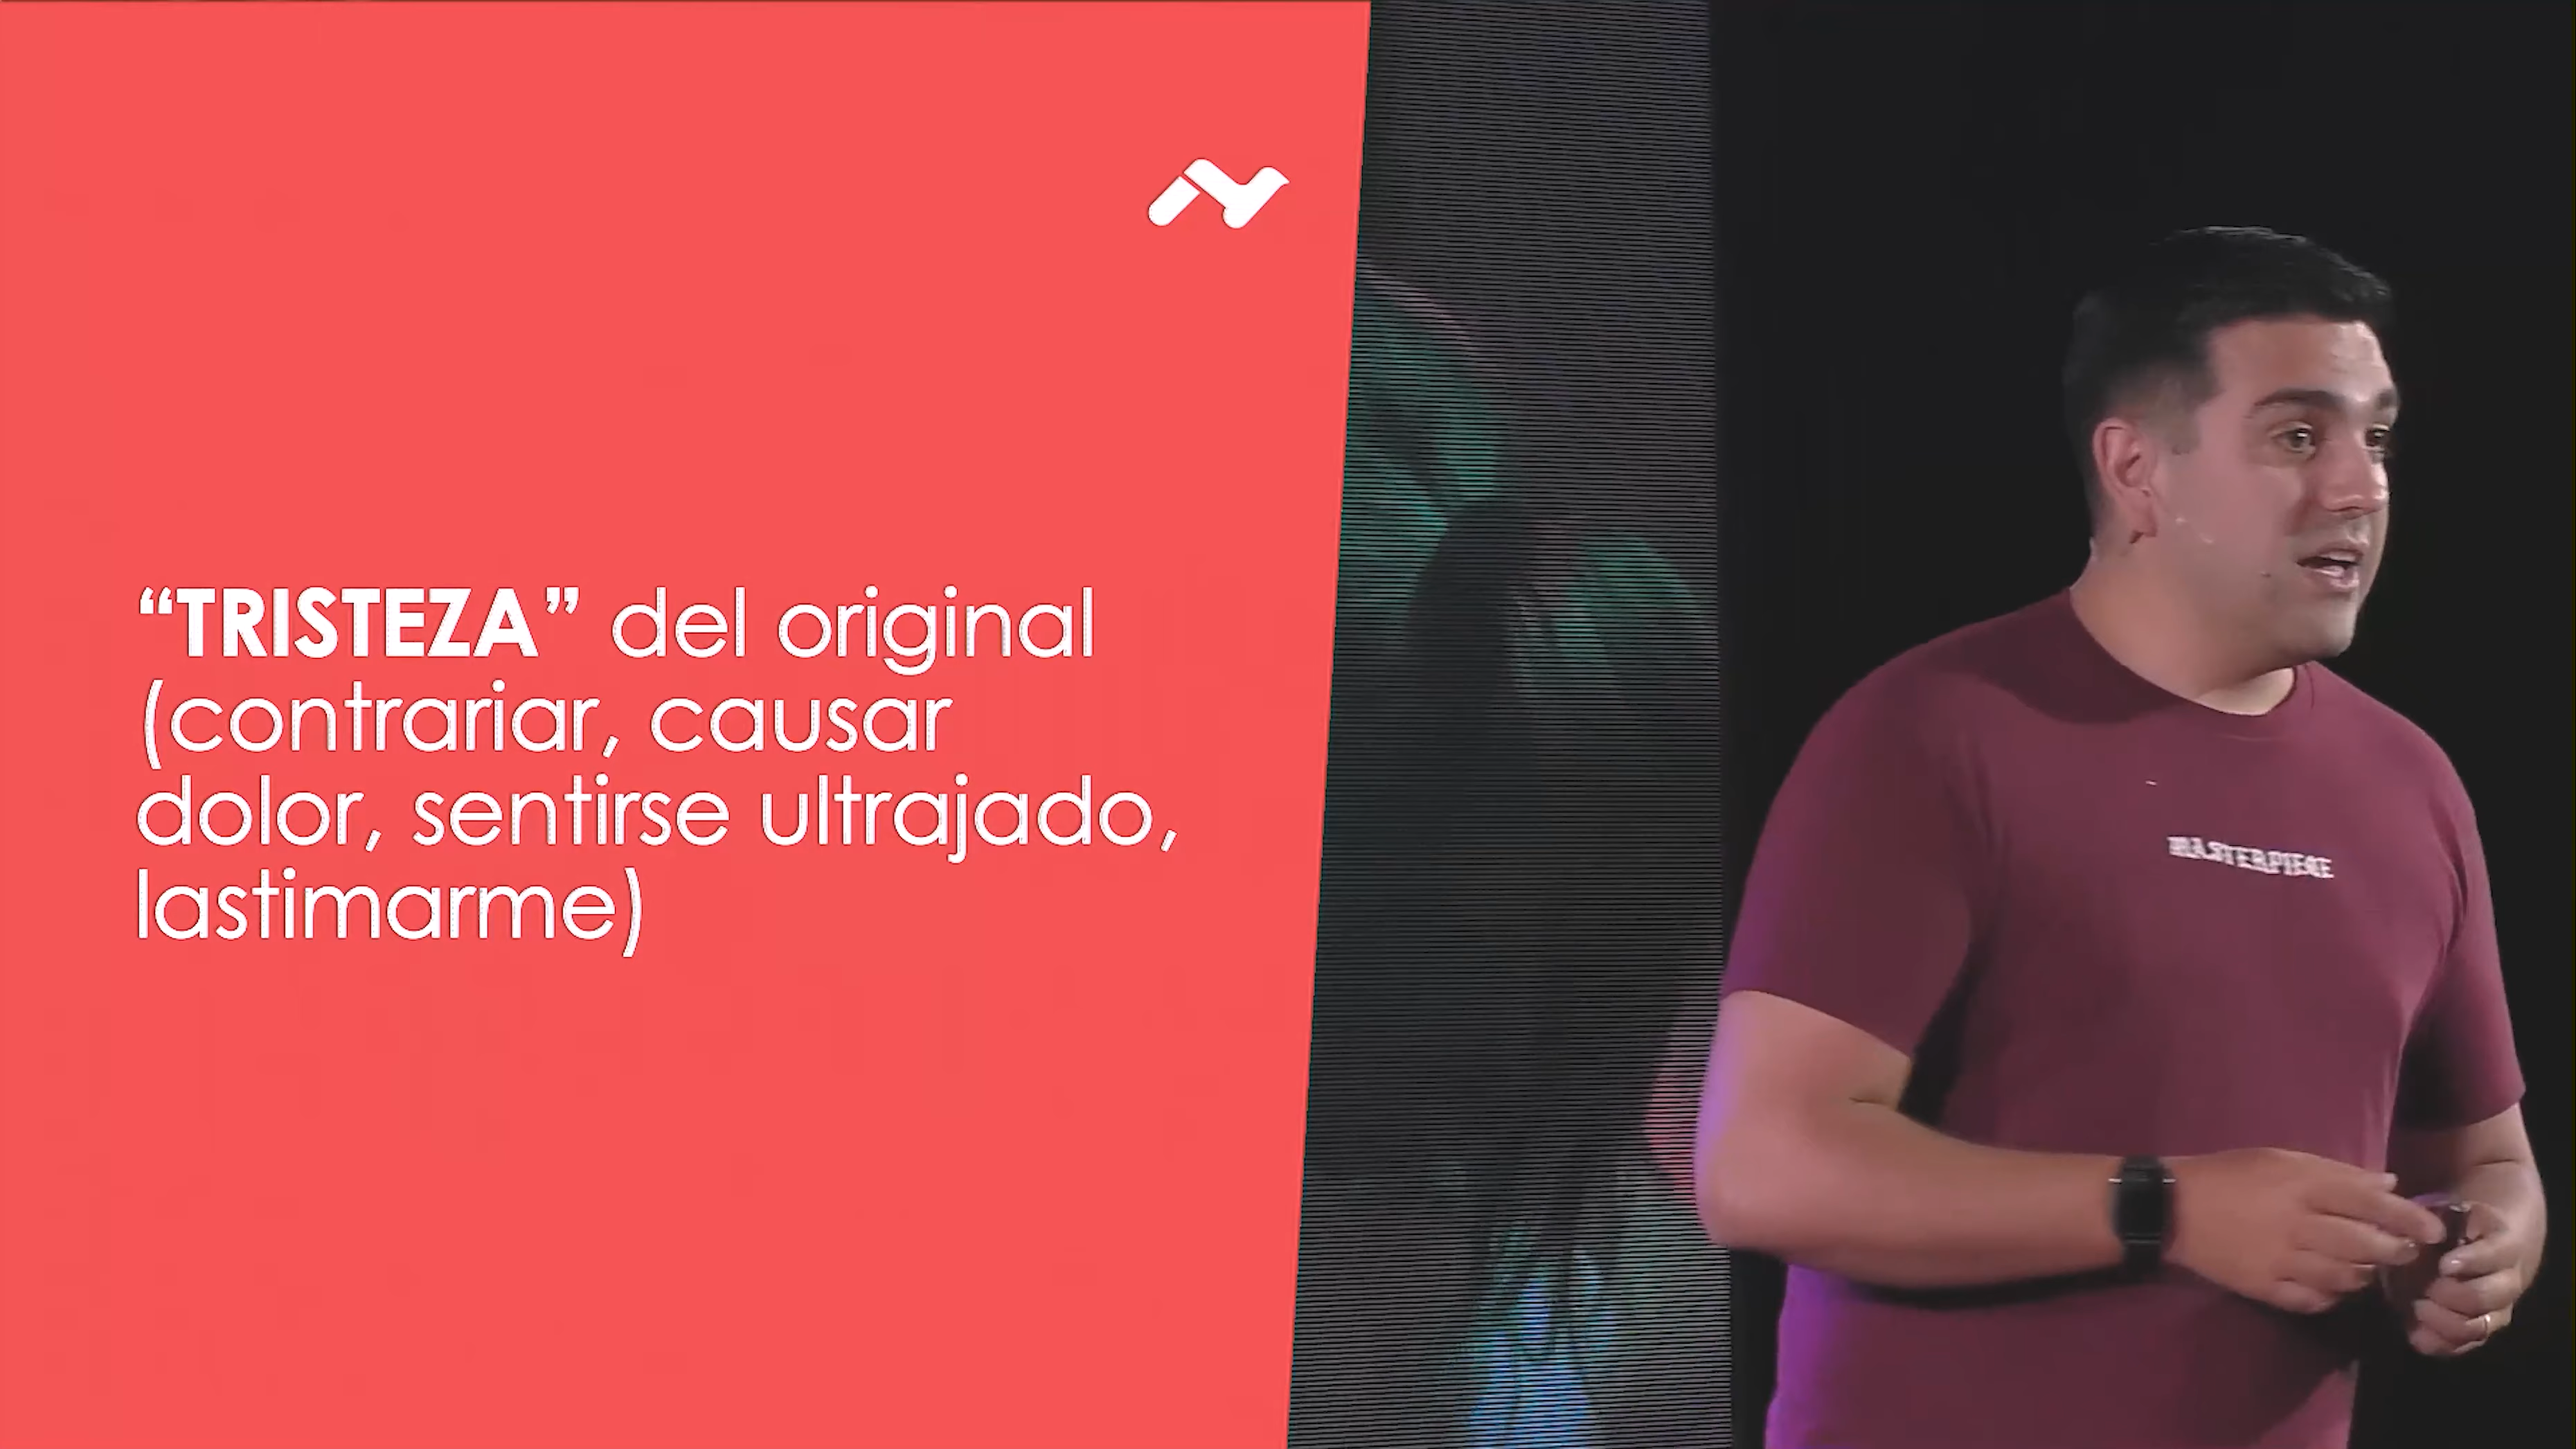 “TRISTEZA” del original
(contrariar, causar
dolor, sentirse ultrajado,
lastimarme)
MASTERPIECE